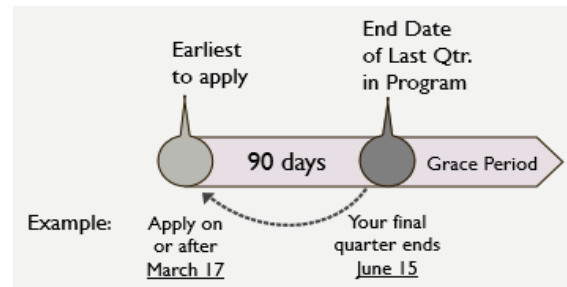 Earliest
to apply
End Date
of Last Qtr.
in Program
90 days
Grace Period
Example:
Apply on
or after
March 17
Your final
quarter ends
June 15